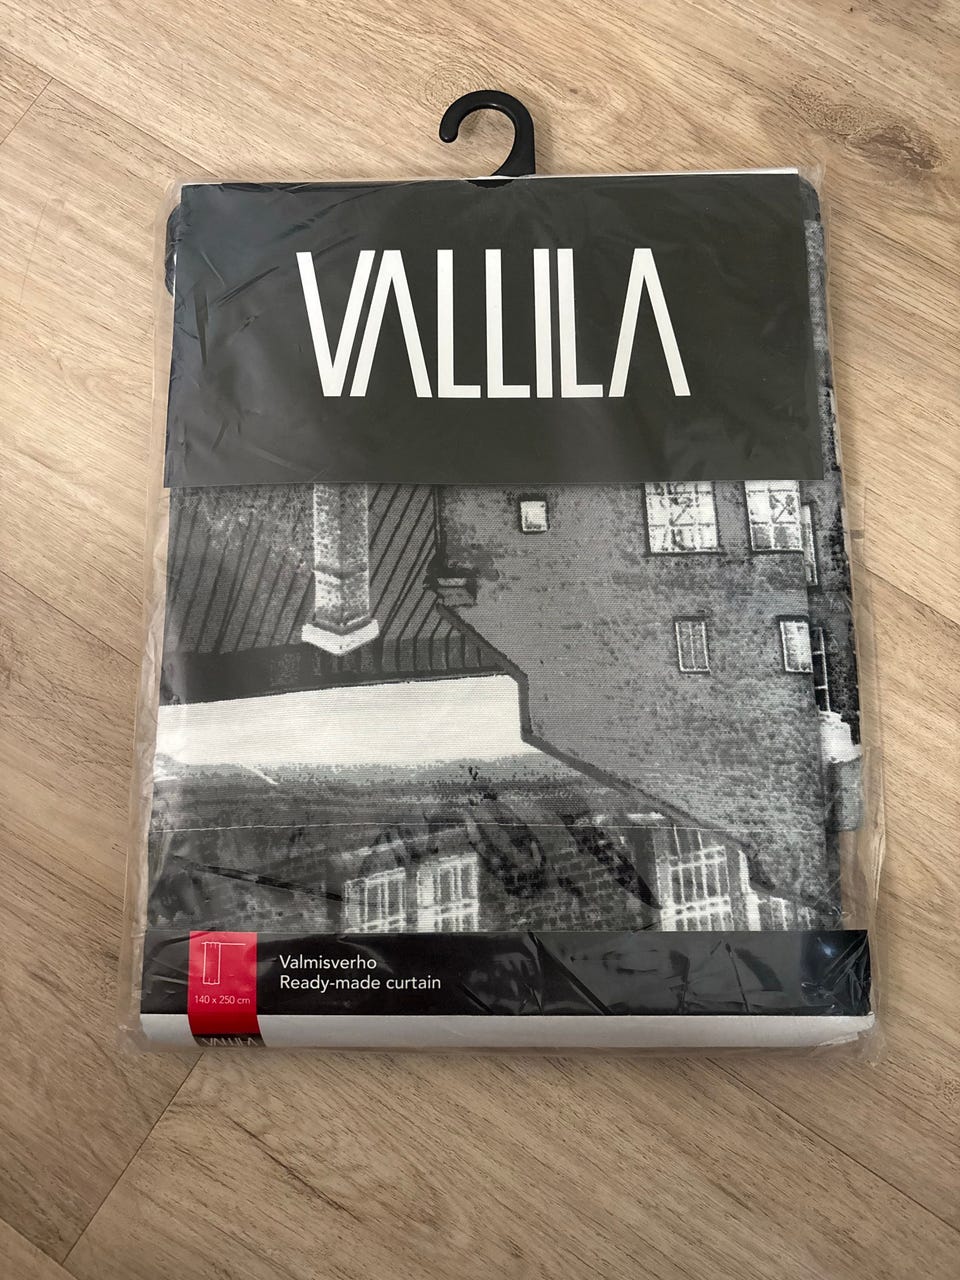 VALLILA
Valmisverho
Ready-made curtain
140 x 250 cm
VALLILA